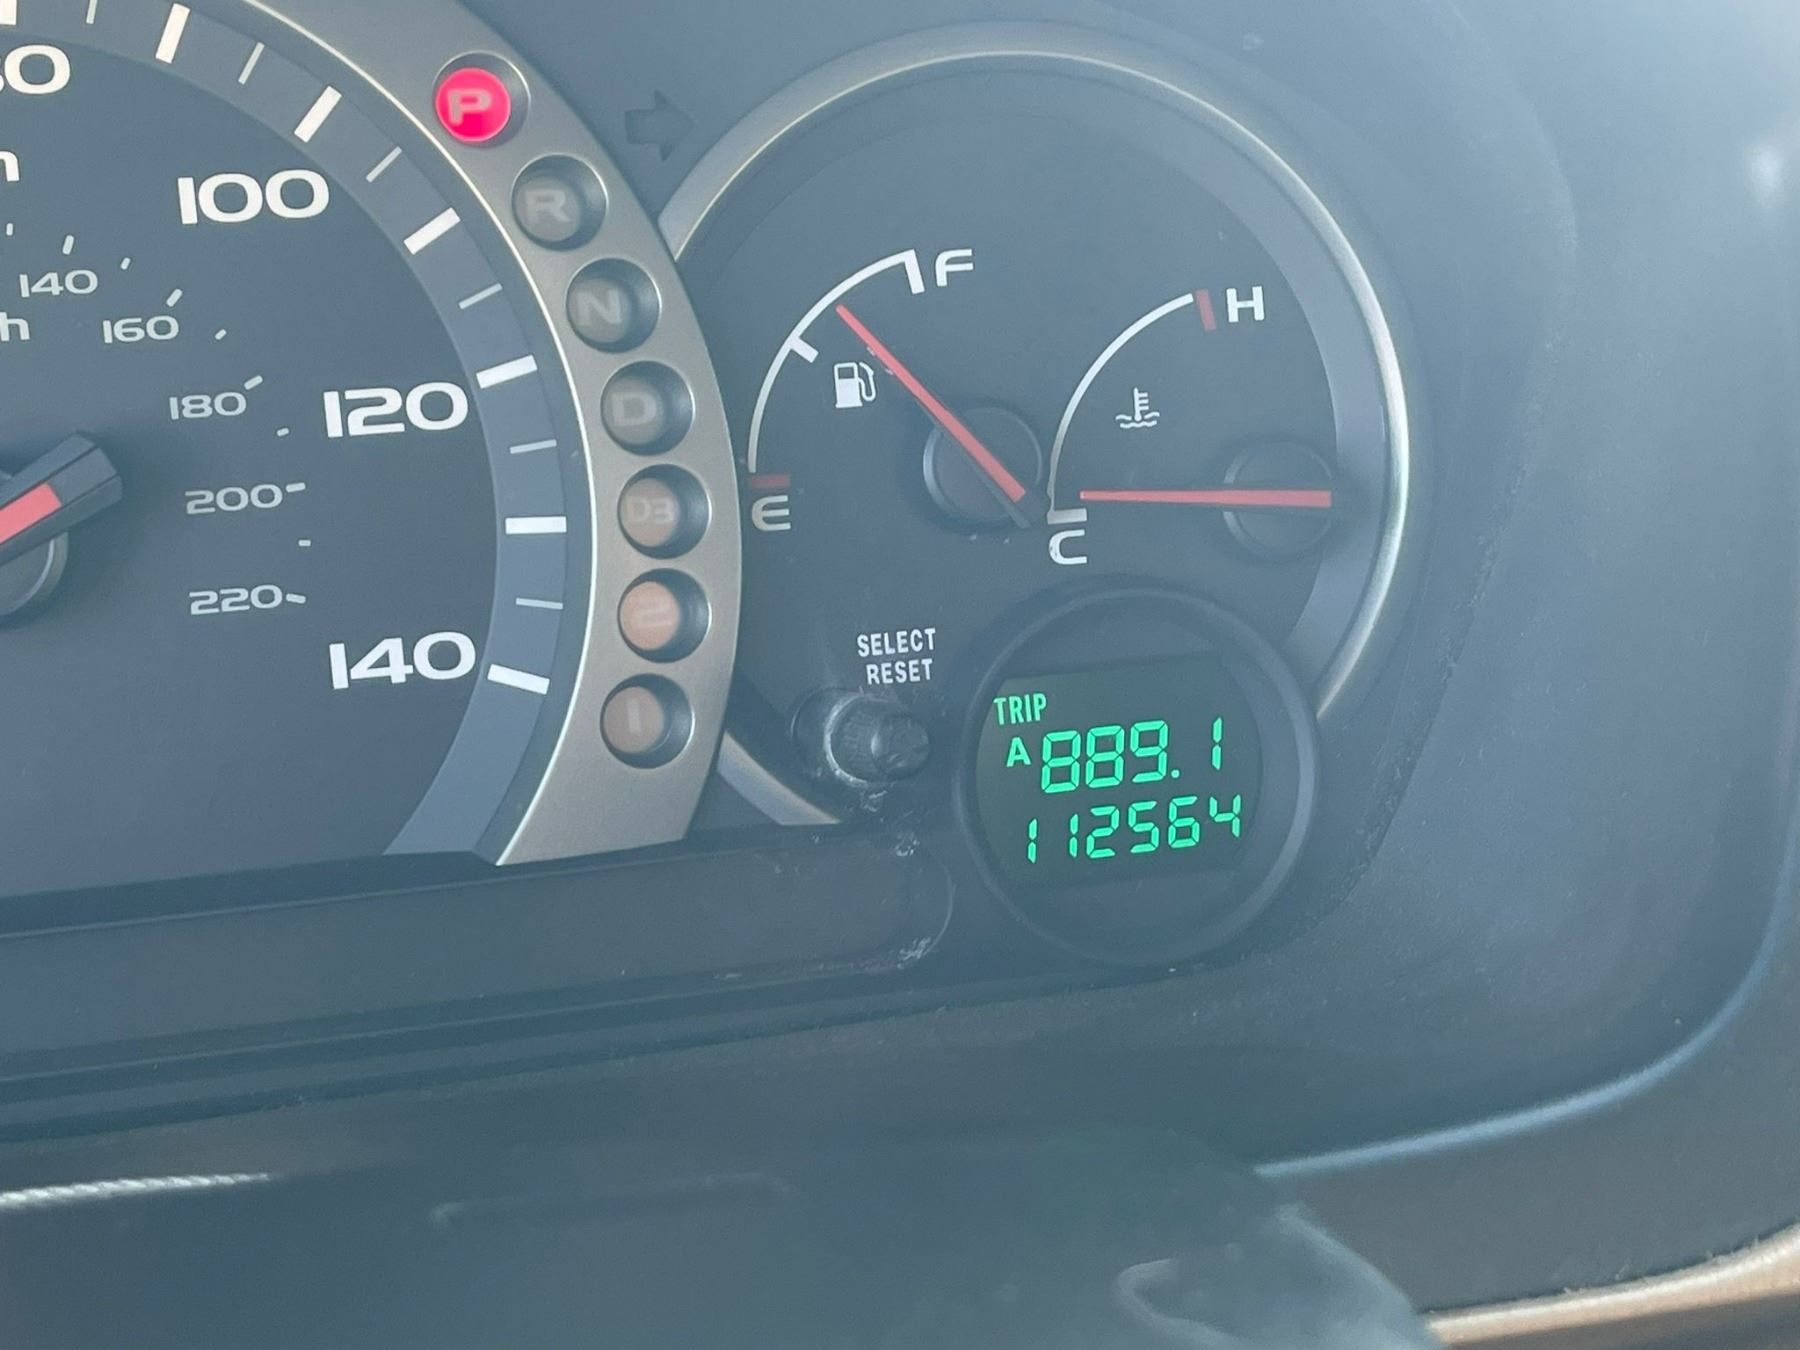 100
120
140
140
160
180
200
220
P
R
N
D
D3
2
1
F
E
H
C
SELECT
RESET
TRIP
A 889.1
112564